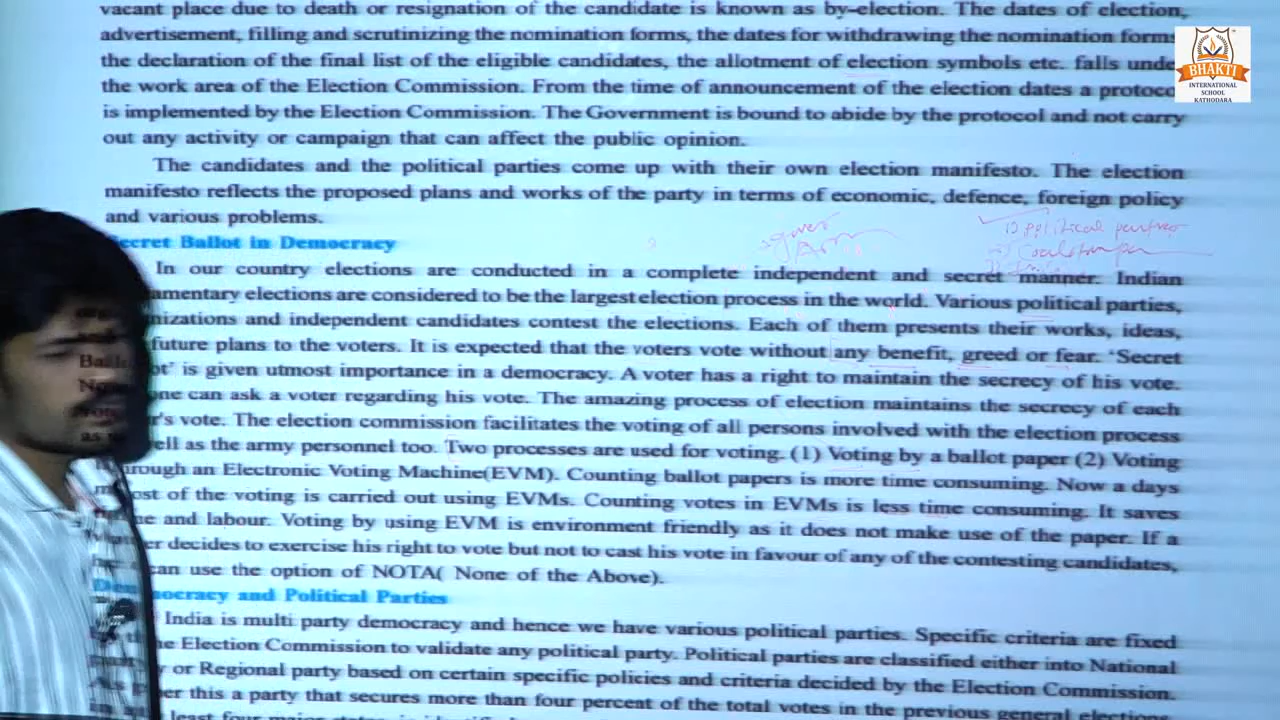 vacant place due to death or resignation of the candidate is known as by-election. The dates of election,
advertisement, filling and scrutinizing the nomination forms, the dates for withdrawing the nomination forms
the declaration of the final list of the eligible candidates, the allotment of election symbols etc. falls unde
the work area of the Election Commission. From the time of announcement of the election dates a protoco
is implemented by the Election Commission. The Government is bound to abide by the protocol and not carry
out any activity or campaign that can affect the public opinion.
The candidates and the political parties come up with their own election manifesto. The election
manifesto reflects the proposed plans and works of the party in terms of economic, defence, foreign policy
and various problems.
Secret Ballot in Democracy
In our country elections are conducted in a complete independent and secret manner. Indian
amentary elections are considered to be the largest election process in the world. Various political parties,
nizations and independent candidates contest the elections. Each of them presents their works, ideas,
future plans to the voters. It is expected that the voters vote without any benefit, greed or fear. 'Secret
ot' is given utmost importance in a democracy. A voter has a right to maintain the secrecy of his vote.
one can ask a voter regarding his vote. The amazing process of election maintains the secrecy of each
er's vote. The election commission facilitates the voting of all persons involved with the election process
ell as the army personnel too. Two processes are used for voting. (1) Voting by a ballot paper (2) Voting
rough an Electronic Voting Machine(EVM). Counting ballot papers is more time consuming. Now a days
ost of the voting is carried out using EVMs. Counting votes in EVMs is less time consuming. It saves
e and labour. Voting by using EVM is environment friendly as it does not make use of the paper. If a
er decides to exercise his right to vote but not to cast his vote in favour of any of the contesting candidates,
can use the option of NOTA( None of the Above).
Democracy and Political Parties
India is multi party democracy and hence we have various political parties. Specific criteria are fixed
e Election Commission to validate any political party. Political parties are classified either into National
or Regional party based on certain specific policies and criteria decided by the Election Commission.
er this a party that secures more than four percent of the total votes in the previous general election
BHAKTI
INTERNATIONAL
SCHOOL
KATHODARA